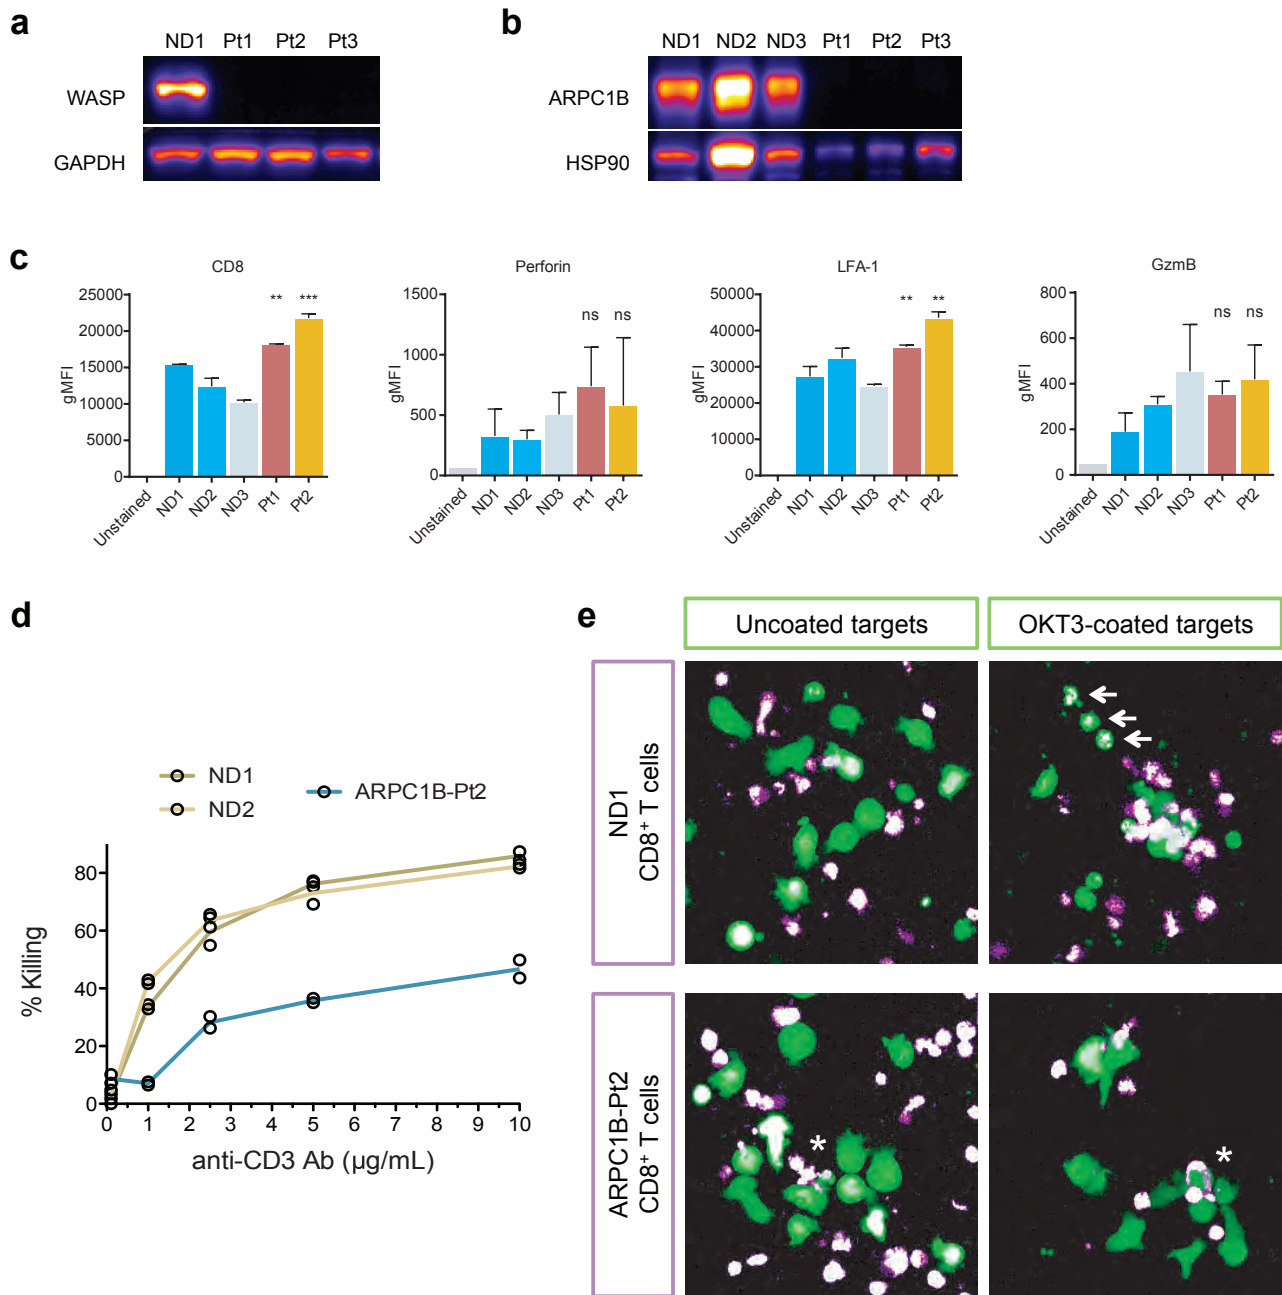 a
ND1 Pt1 Pt2 Pt3
WASP
GAPDH
b
ND1 ND2 ND3 Pt1 Pt2 Pt3
ARPC1B
HSP90
c
CD8
gMFI
25000
20000
15000
10000
5000
0
** ***
Unstained ND1 ND2 ND3 Pt1 Pt2
Perforin
gMFI
1500
1000
500
0
ns ns
Unstained ND1 ND2 ND3 Pt1 Pt2
LFA-1
gMFI
50000
40000
30000
20000
10000
0
** **
Unstained ND1 ND2 ND3 Pt1 Pt2
GzmB
gMFI
800
600
400
200
0
ns ns
Unstained ND1 ND2 ND3 Pt1 Pt2
d
ND1
ND2
ARPC1B-Pt2
% Killing
80
60
40
20
0
0 1 2 3 4 5 6 7 8 9 10
anti-CD3 Ab (µg/mL)
e
Uncoated targets
OKT3-coated targets
ND1
CD8⁺ T cells
ARPC1B-Pt2
CD8⁺ T cells
*
*